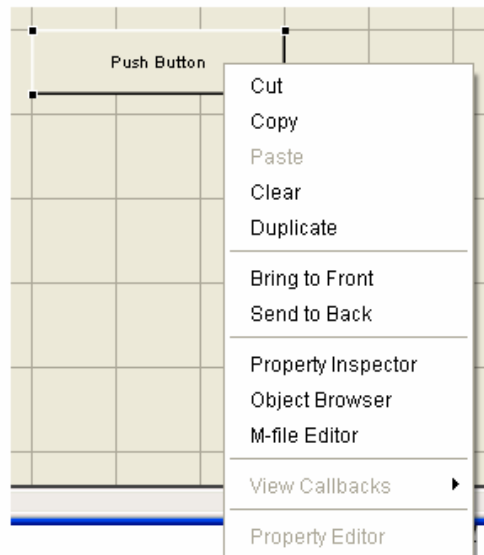 Push Button
Cut
Copy
Paste
Clear
Duplicate
Bring to Front
Send to Back
Property Inspector
Object Browser
M-file Editor
View Callbacks
Property Editor